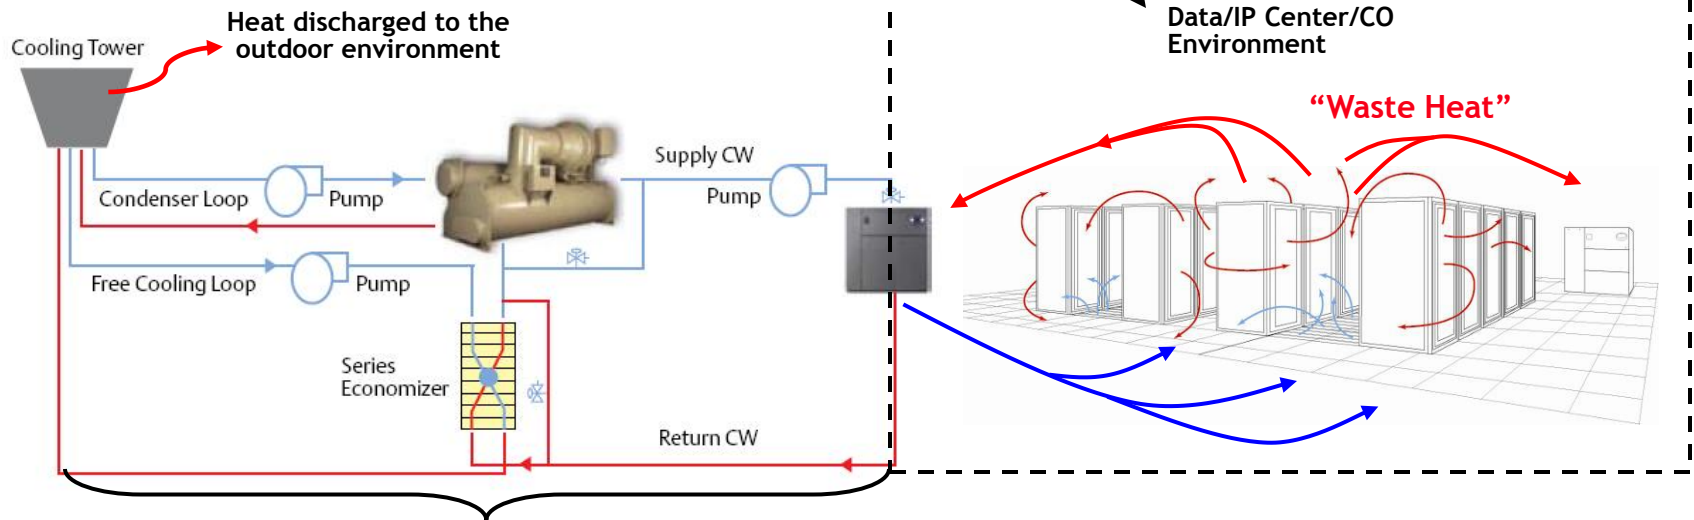 Heat discharged to the
outdoor environment
Cooling Tower
Data/IP Center/CO
Environment
“Waste Heat”
Supply CW
Condenser Loop
Pump
Pump
Free Cooling Loop
Pump
Series
Economizer
Return CW